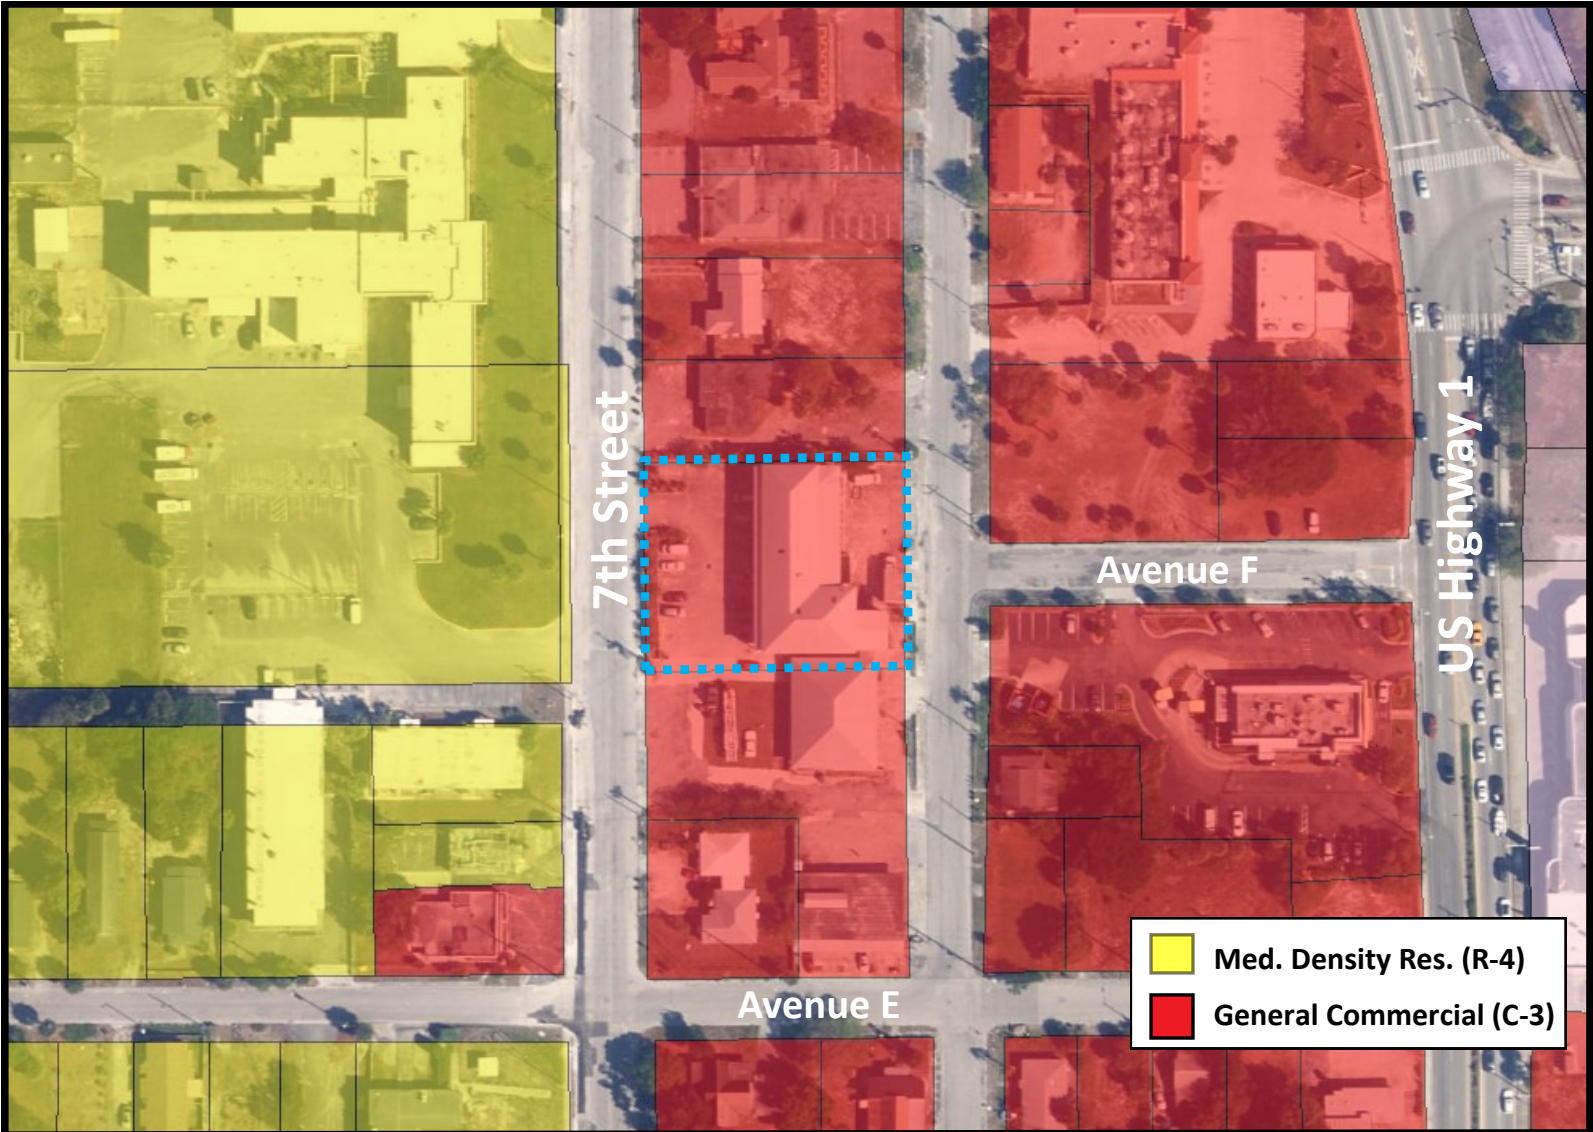 7th Street
US Highway 1
Avenue F
Med. Density Res. (R-4)
General Commercial (C-3)
Avenue E